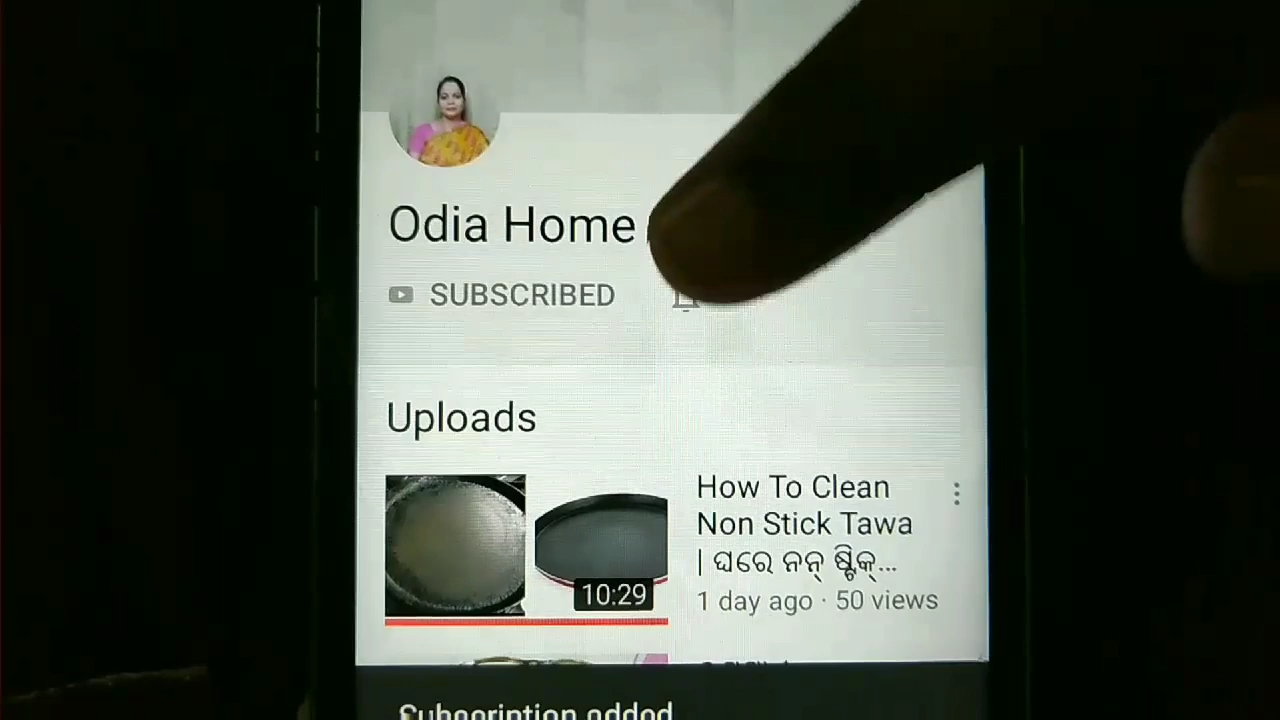 Odia Home
SUBSCRIBED
Uploads
10:29
How To Clean
Non Stick Tawa
| ଘରେ ନନ୍ ଷ୍ଟିକ୍...
1 day ago · 50 views
Subscription added